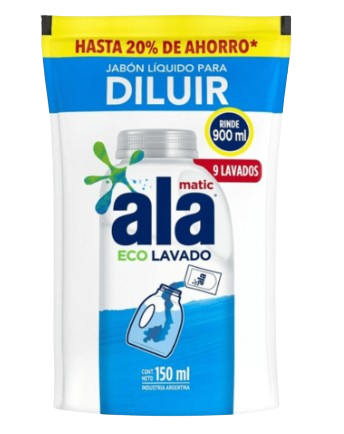 HASTA 20% DE AHORRO*
JABÓN LÍQUIDO PARA
DILUIR
RINDE
900 ml
9 LAVADOS
matic
ala
ECO LAVADO
ala
CONT.
NETO 150 ml
INDUSTRIA ARGENTINA